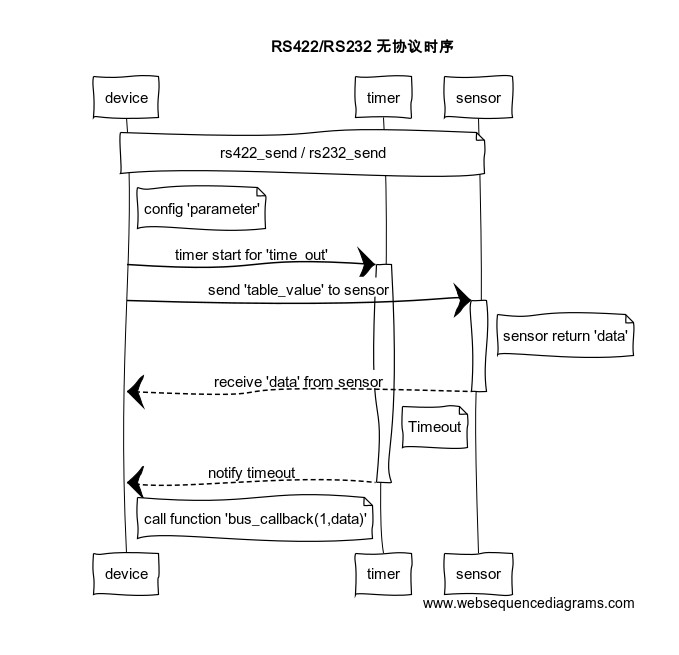 RS422/RS232 无协议时序
device
timer
sensor
rs422_send / rs232_send
config 'parameter'
timer start for 'time_out'
send 'table_value' to sensor
sensor return 'data'
receive 'data' from sensor
Timeout
notify timeout
call function 'bus_callback(1,data)'
device
timer
sensor
www.websequencediagrams.com